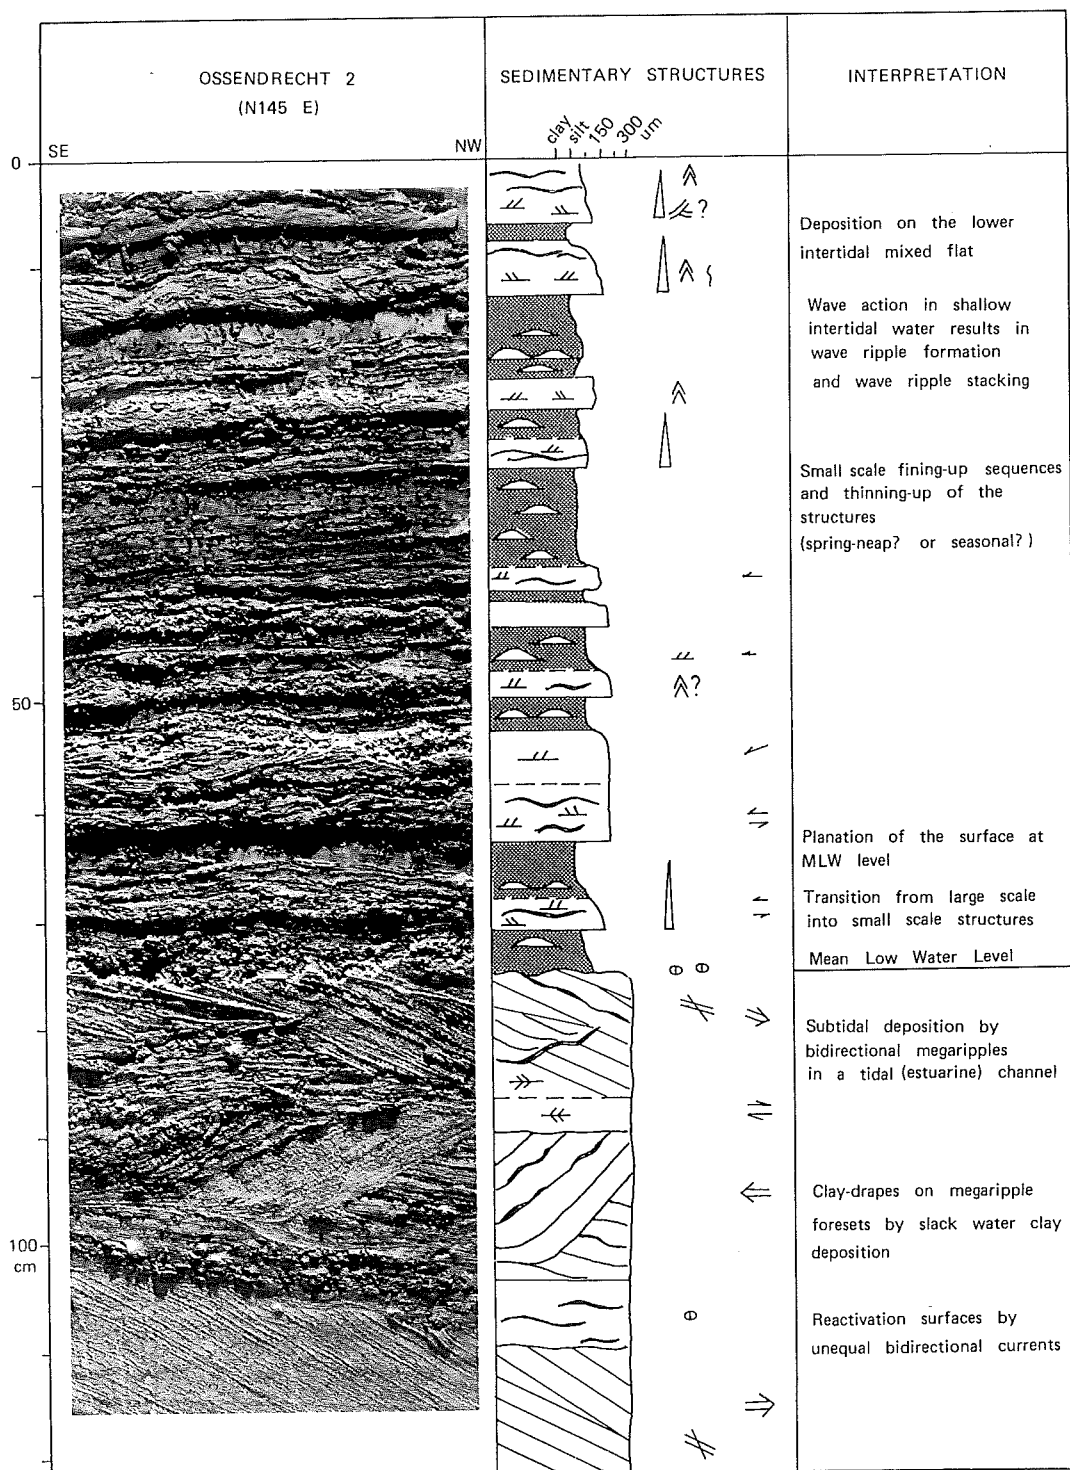 OSSENDRECHT 2
(N145 E)
SE
NW
SEDIMENTARY STRUCTURES
clay
silt
150
300
um
INTERPRETATION
0
50
100
cm
?
?
Deposition on the lower
intertidal mixed flat
Wave action in shallow
intertidal water results in
wave ripple formation
and wave ripple stacking
Small scale fining-up sequences
and thinning-up of the
structures
(spring-neap? or seasonal?)
Planation of the surface at
MLW level
Transition from large scale
into small scale structures
Mean Low Water Level
Subtidal deposition by
bidirectional megaripples
in a tidal (estuarine) channel
Clay-drapes on megaripple
foresets by slack water clay
deposition
Reactivation surfaces by
unequal bidirectional currents